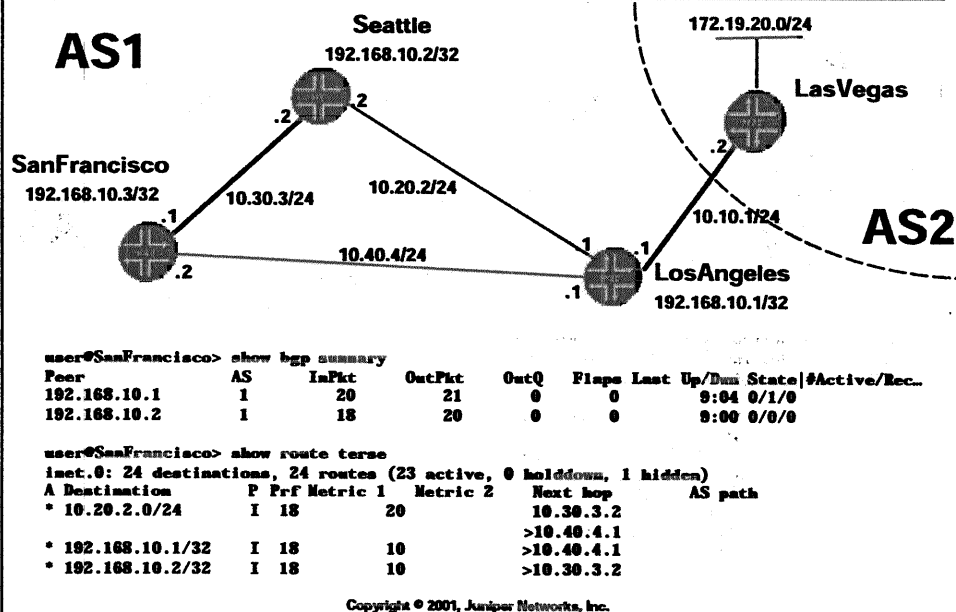 AS1
Seattle
192.168.10.2/32
172.19.20.0/24
LasVegas
.2
.2
.2
SanFrancisco
192.168.10.3/32
10.30.3/24
10.20.2/24
10.10.1/24
AS2
.1
.2
10.40.4/24
1
.1
.1
LosAngeles
192.168.10.1/32
user@SanFrancisco> show bgp summary
Peer AS InPkt OutPkt OutQ Flaps Last Up/Dwn State|#Active/Rec...
192.168.10.1 1 20 21 0 0 9:04 0/1/0
192.168.10.2 1 18 20 0 0 9:00 0/0/0
user@SanFrancisco> show route terse
inet.0: 24 destinations, 24 routes (23 active, 0 holddown, 1 hidden)
A Destination P Prf Metric 1 Metric 2 Next hop AS path
* 10.20.2.0/24 I 18 20 10.30.3.2
>10.40.4.1
* 192.168.10.1/32 I 18 10 >10.40.4.1
* 192.168.10.2/32 I 18 10 >10.30.3.2
Copyright © 2001, Juniper Networks, Inc.